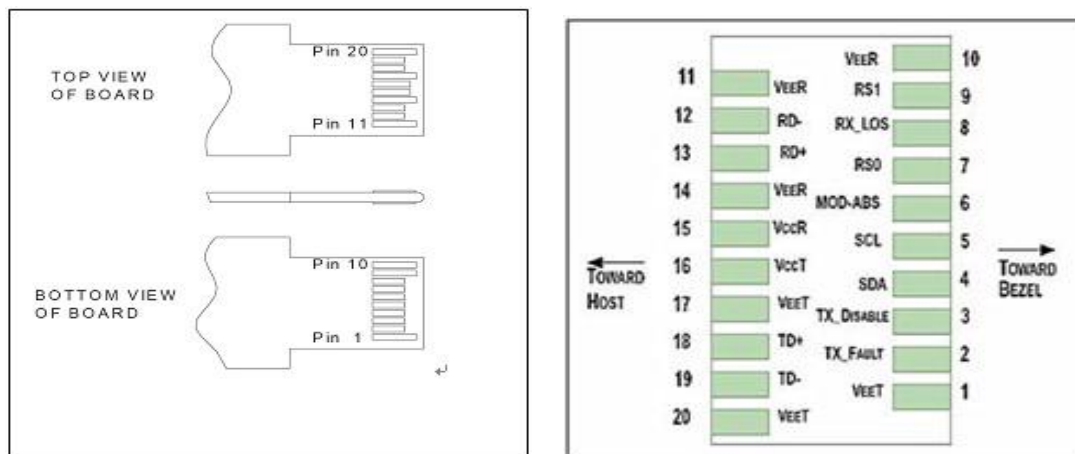 Pin 20
TOP VIEW
OF BOARD
Pin 11
Pin 10
BOTTOM VIEW
OF BOARD
Pin 1
11
VEER
12
RD-
13
RD+
14
VEER
15
VCCR
16
VCCT
17
VEET
18
TD+
19
TD-
20
VEET
TOWARD
HOST
VEER
10
RS1
9
RX_LOS
8
RS0
7
MOD-ABS
6
SCL
5
SDA
4
TX_DISABLE
3
TX_FAULT
2
VEET
1
TOWARD
BEZEL